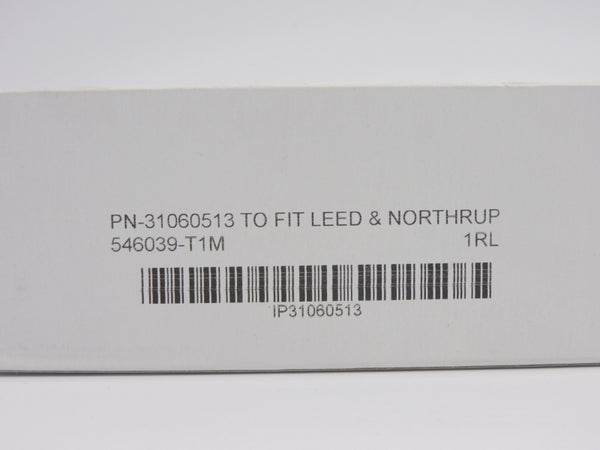 PN-31060513 TO FIT LEED & NORTHRUP
546039-T1M 1RL
IP31060513